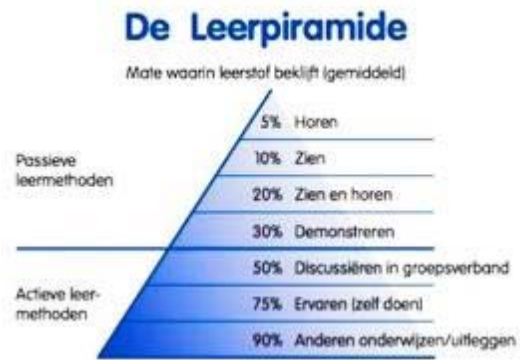 De Leerpiramide
Mate waarin leerstof beklijft (gemiddeld)
5% Horen
10% Zien
Passieve
leermethoden
20% Zien en horen
30% Demonstreren
50% Discussiëren in groepsverband
Actieve leer-
methoden
75% Ervaren (zelf doen)
90% Anderen onderwijzen/uitleggen